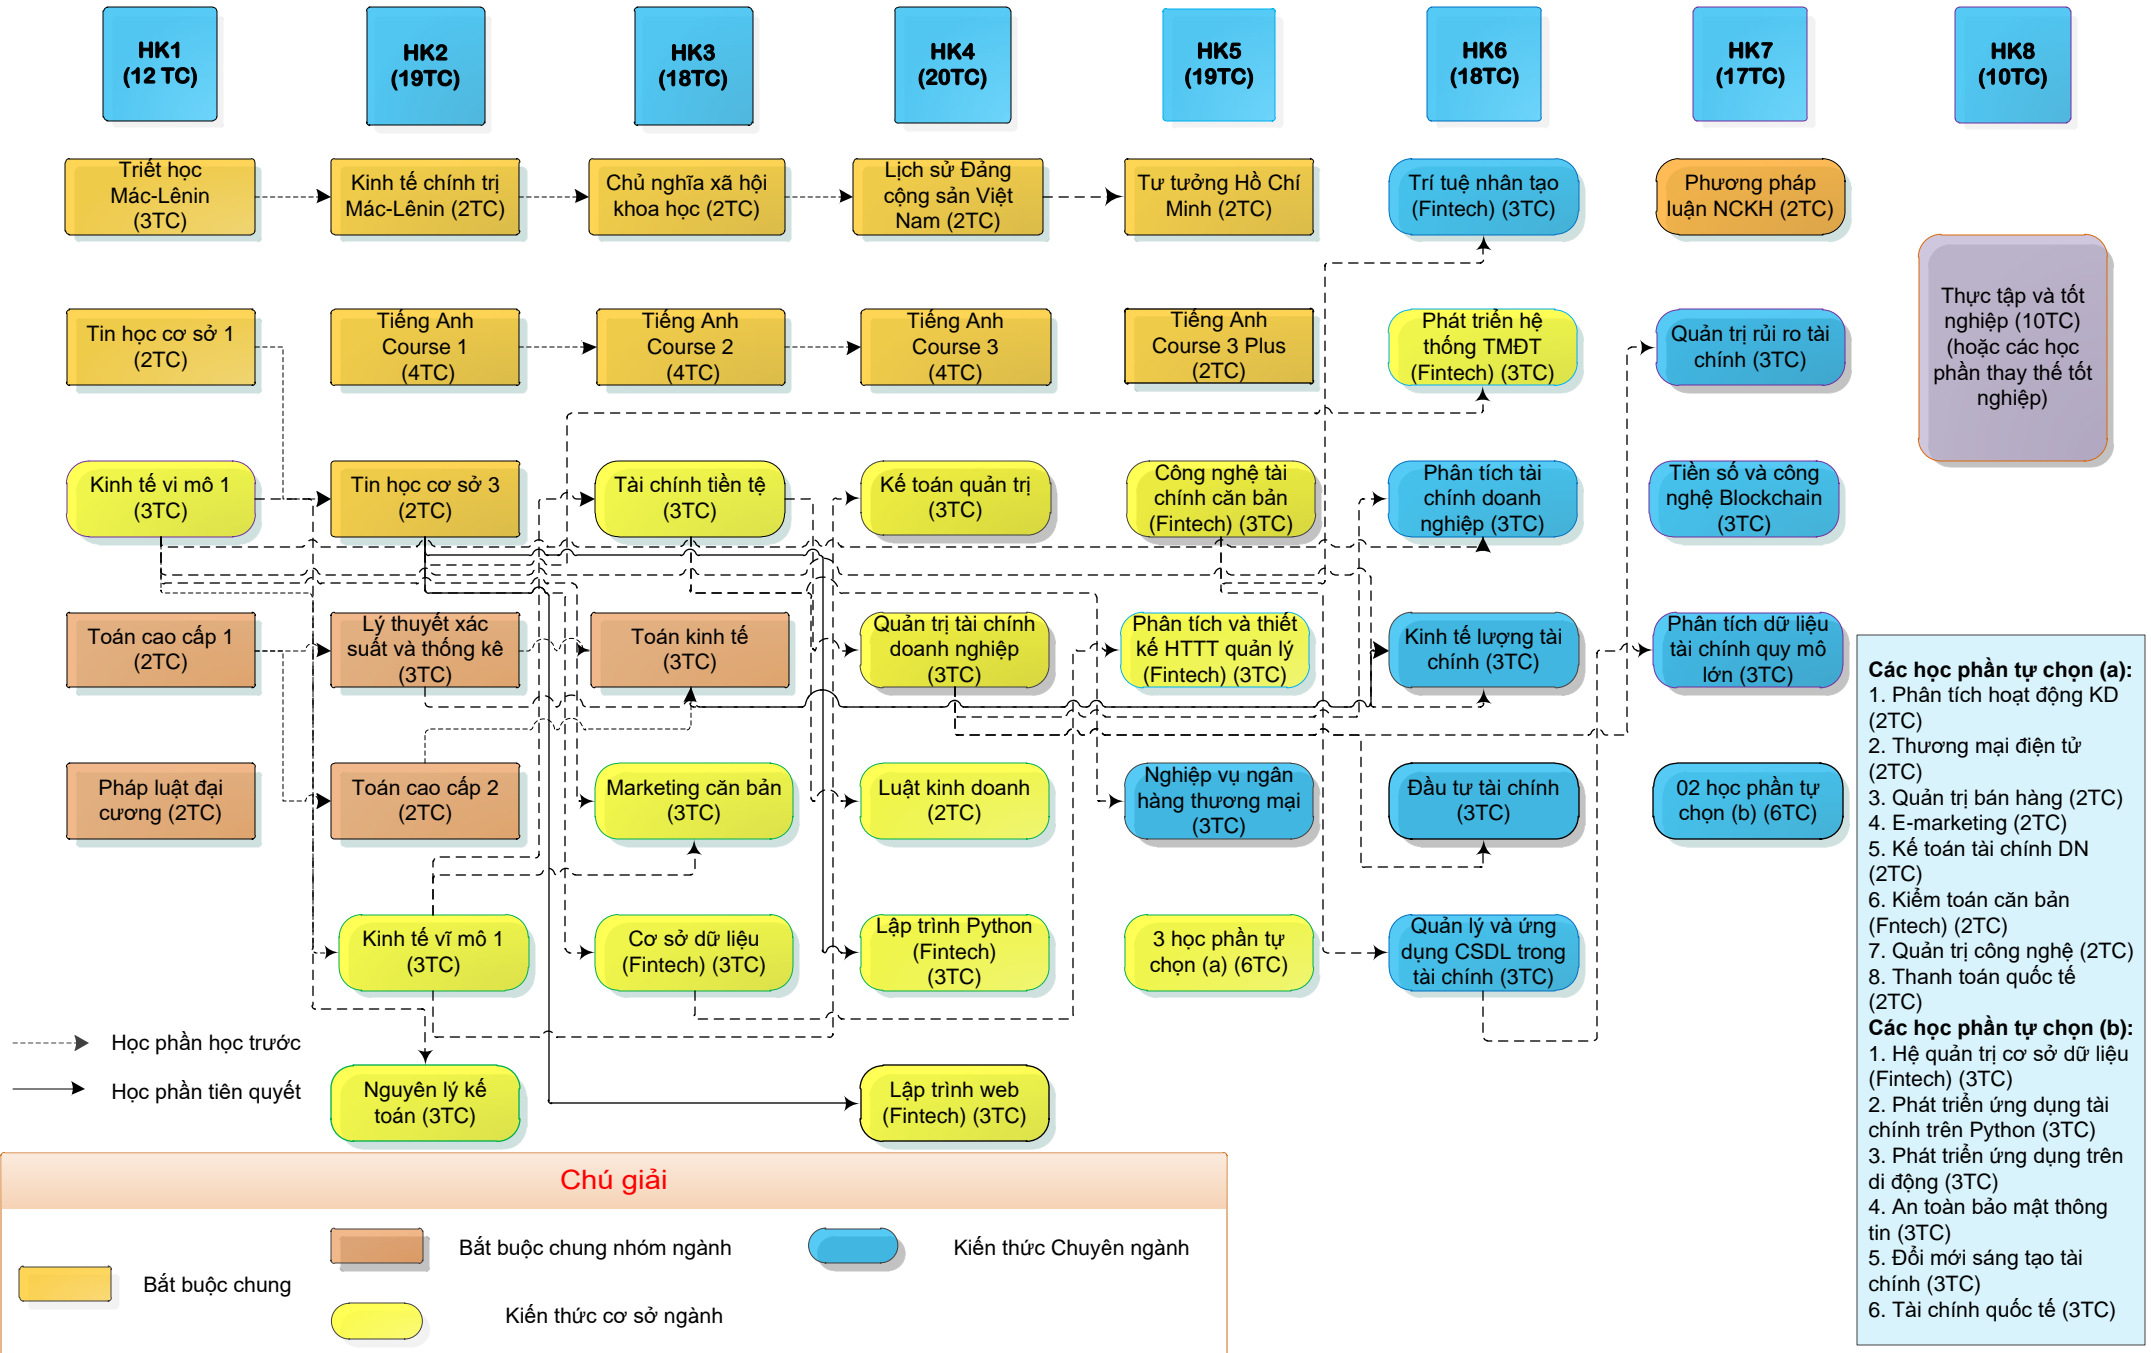 HK1
(12 TC)
HK2
(19TC)
HK3
(18TC)
HK4
(20TC)
HK5
(19TC)
HK6
(18TC)
HK7
(17TC)
HK8
(10TC)
Triết học
Mác-Lênin
(3TC)
Kinh tế chính trị
Mác-Lênin (2TC)
Chủ nghĩa xã hội
khoa học (2TC)
Lịch sử Đảng
cộng sản Việt
Nam (2TC)
Tư tưởng Hồ Chí
Minh (2TC)
Trí tuệ nhân tạo
(Fintech) (3TC)
Phương pháp
luận NCKH (2TC)
Thực tập và tốt
nghiệp (10TC)
(hoặc các học
phần thay thế tốt
nghiệp)
Tin học cơ sở 1
(2TC)
Tiếng Anh
Course 1
(4TC)
Tiếng Anh
Course 2
(4TC)
Tiếng Anh
Course 3
(4TC)
Tiếng Anh
Course 3 Plus
(2TC)
Phát triển hệ
thống TMĐT
(Fintech) (3TC)
Quản trị rủi ro tài
chính (3TC)
Kinh tế vi mô 1
(3TC)
Tin học cơ sở 3
(2TC)
Tài chính tiền tệ
(3TC)
Kế toán quản trị
(3TC)
Công nghệ tài
chính căn bản
(Fintech) (3TC)
Phân tích tài
chính doanh
nghiệp (3TC)
Tiền số và công
nghệ Blockchain
(3TC)
Toán cao cấp 1
(2TC)
Lý thuyết xác
suất và thống kê
(3TC)
Toán kinh tế
(3TC)
Quản trị tài chính
doanh nghiệp
(3TC)
Phân tích và thiết
kế HTTT quản lý
(Fintech) (3TC)
Kinh tế lượng tài
chính (3TC)
Phân tích dữ liệu
tài chính quy mô
lớn (3TC)
Pháp luật đại
cương (2TC)
Toán cao cấp 2
(2TC)
Marketing căn bản
(3TC)
Luật kinh doanh
(2TC)
Nghiệp vụ ngân
hàng thương mại
(3TC)
Đầu tư tài chính
(3TC)
02 học phần tự
chọn (b) (6TC)
Kinh tế vĩ mô 1
(3TC)
Cơ sở dữ liệu
(Fintech) (3TC)
Lập trình Python
(Fintech)
(3TC)
3 học phần tự
chọn (a) (6TC)
Quản lý và ứng
dụng CSDL trong
tài chính (3TC)
Nguyên lý kế
toán (3TC)
Lập trình web
(Fintech) (3TC)
Học phần học trước
Học phần tiên quyết
Các học phần tự chọn (a):
1. Phân tích hoạt động KD
(2TC)
2. Thương mại điện tử
(2TC)
3. Quản trị bán hàng (2TC)
4. E-marketing (2TC)
5. Kế toán tài chính DN
(2TC)
6. Kiểm toán căn bản
(Fntech) (2TC)
7. Quản trị công nghệ (2TC)
8. Thanh toán quốc tế
(2TC)
Các học phần tự chọn (b):
1. Hệ quản trị cơ sở dữ liệu
(Fintech) (3TC)
2. Phát triển ứng dụng tài
chính trên Python (3TC)
3. Phát triển ứng dụng trên
di động (3TC)
4. An toàn bảo mật thông
tin (3TC)
5. Đổi mới sáng tạo tài
chính (3TC)
6. Tài chính quốc tế (3TC)
Chú giải
Bắt buộc chung
Bắt buộc chung nhóm ngành
Kiến thức cơ sở ngành
Kiến thức Chuyên ngành